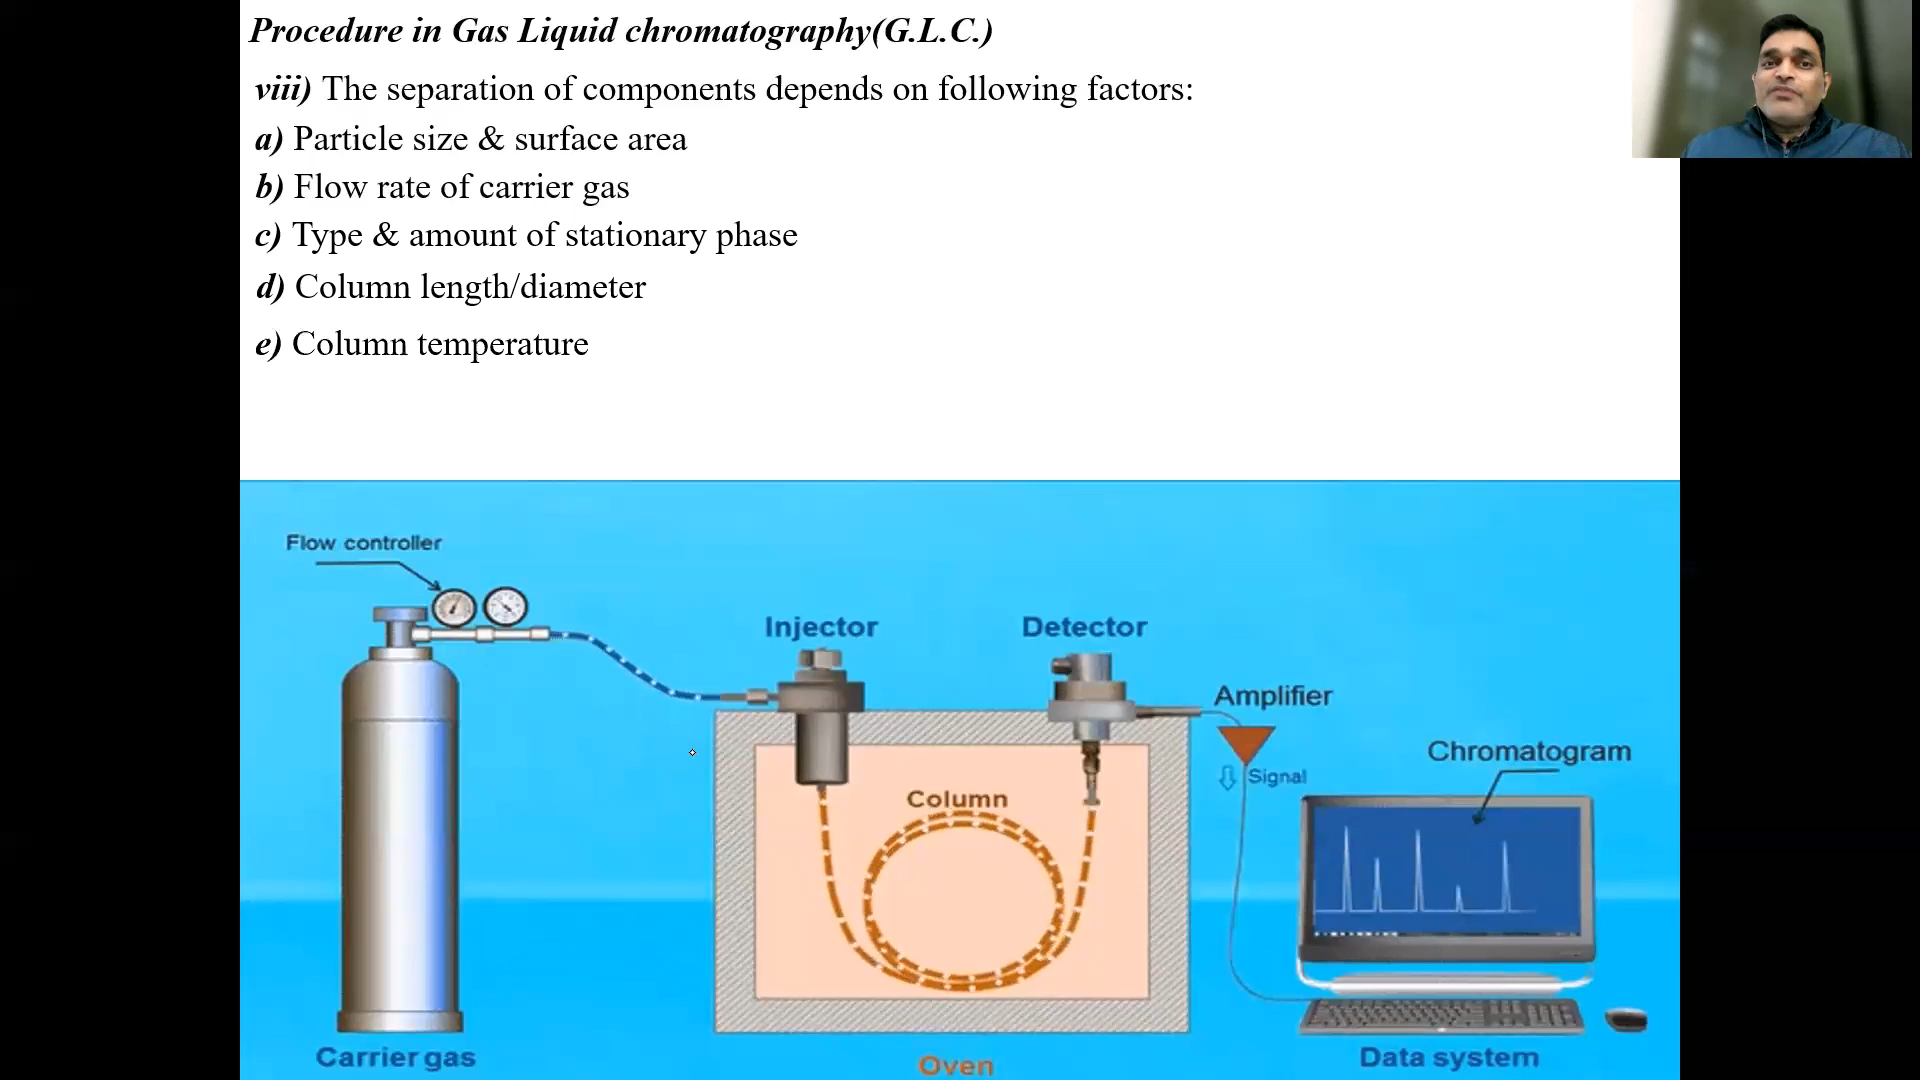 Procedure in Gas Liquid chromatography(G.L.C.)
viii) The separation of components depends on following factors:
a) Particle size & surface area
b) Flow rate of carrier gas
c) Type & amount of stationary phase
d) Column length/diameter
e) Column temperature
Flow controller
Injector
Detector
Amplifier
Chromatogram
Signal
Column
Carrier gas
Oven
Data system